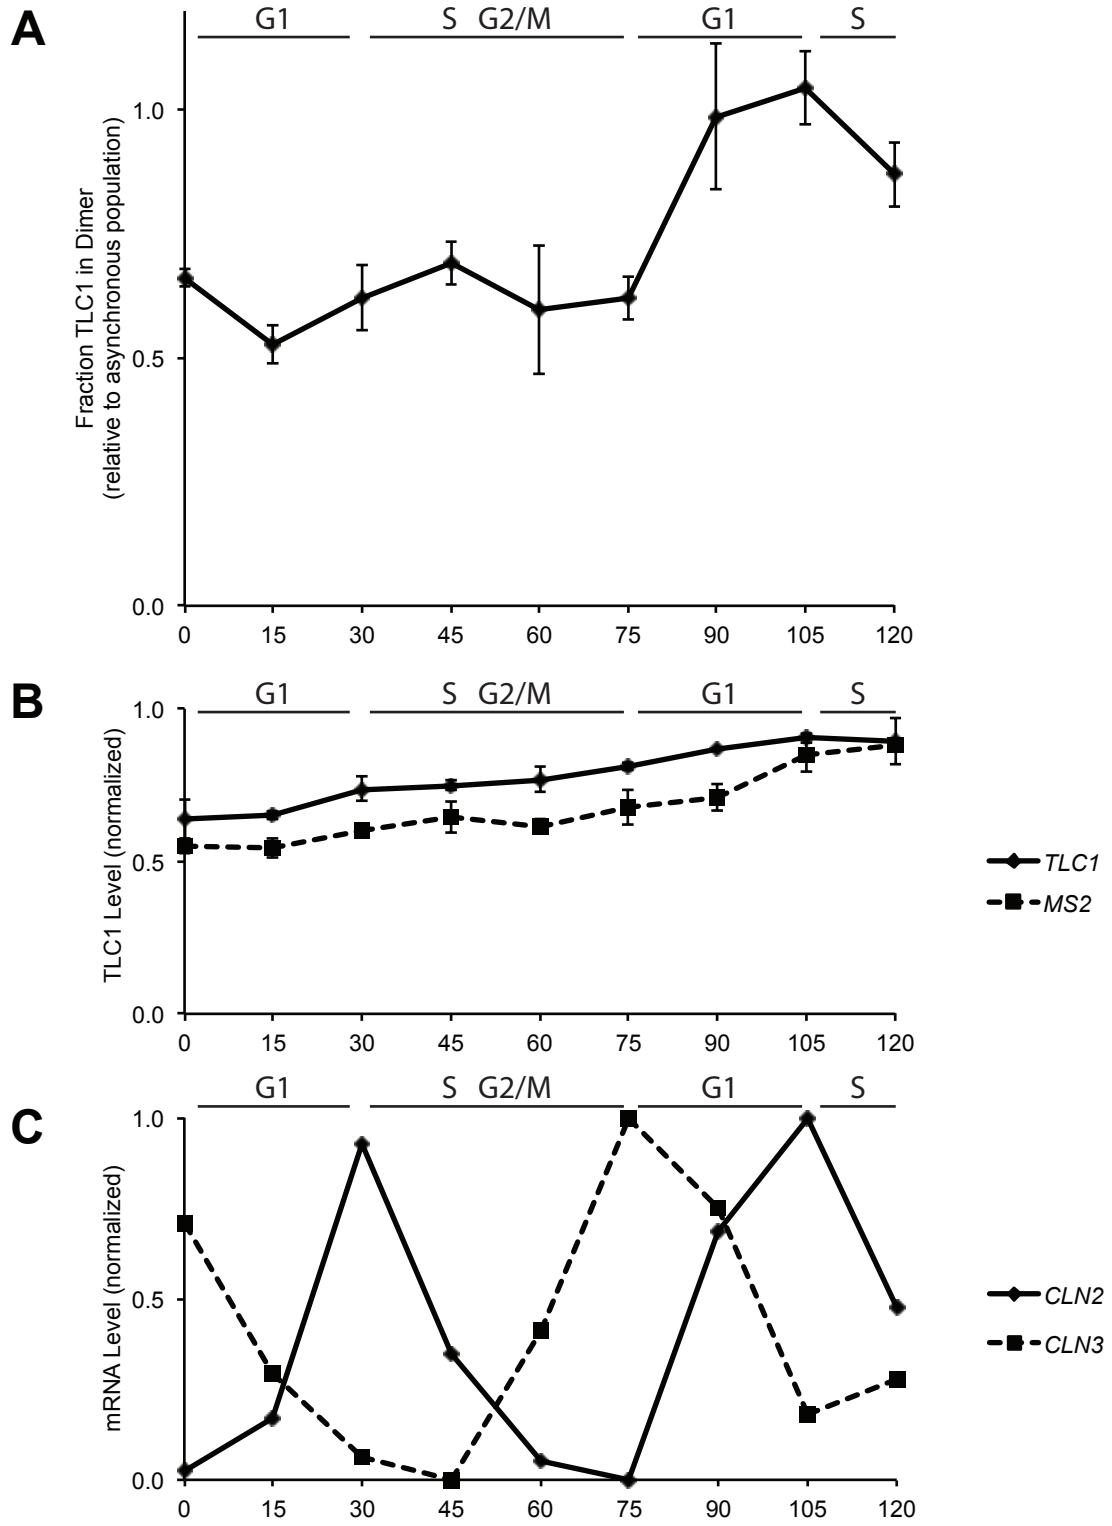 A
G1 S G2/M G1 S
Fraction TLC1 in Dimer
(relative to asynchronous population)
1.0
0.5
0.0
0 15 30 45 60 75 90 105 120
B
G1 S G2/M G1 S
TLC1 Level (normalized)
1.0
0.5
0.0
TLC1
MS2
0 15 30 45 60 75 90 105 120
C
G1 S G2/M G1 S
mRNA Level (normalized)
1.0
0.5
0.0
CLN2
CLN3
0 15 30 45 60 75 90 105 120